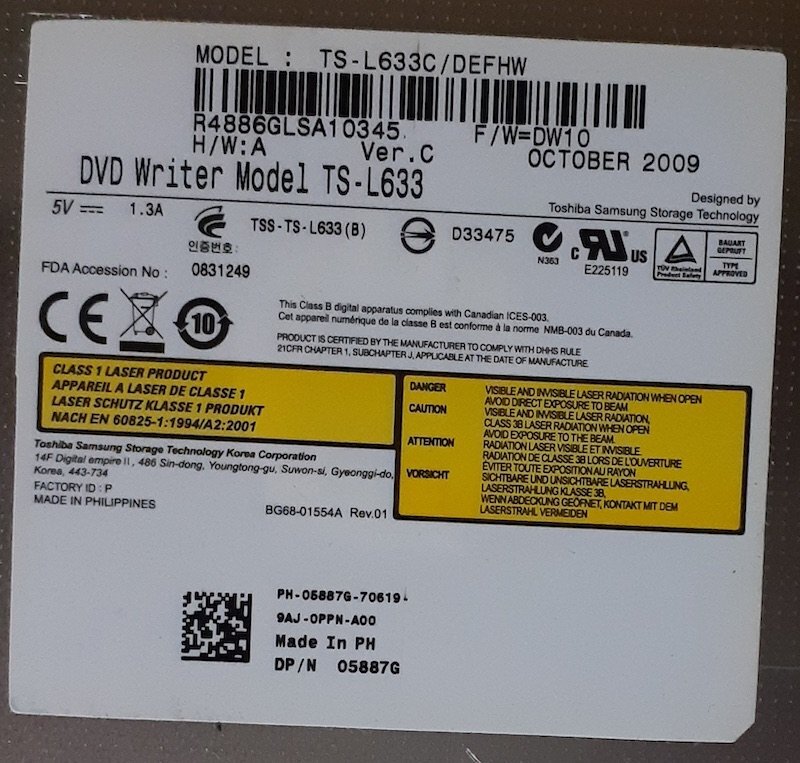 MODEL : TS-L633C/DEFHW
R4886GLSA10345
F/W=DW10
H/W:A Ver.C OCTOBER 2009
DVD Writer Model TS-L633
Designed by
Toshiba Samsung Storage Technology
5V 1.3A
인증번호:
TSS-TS-L633(B)
D33475
N363
C RU US
E225119
TÜV Rheinland
Product Safety
BAUART
GEPRÜFT
TYPE
APPROVED
FDA Accession No : 0831249
CE
10
This Class B digital apparatus complies with Canadian ICES-003.
Cet appareil numérique de la classe B est conforme à la norme NMB-003 du Canada.
PRODUCT IS CERTIFIED BY THE MANUFACTURER TO COMPLY WITH DHHS RULE
21CFR CHAPTER 1, SUBCHAPTER J, APPLICABLE AT THE DATE OF MANUFACTURE.
CLASS 1 LASER PRODUCT
APPAREIL A LASER DE CLASSE 1
LASER SCHUTZ KLASSE 1 PRODUKT
NACH EN 60825-1:1994/A2:2001
DANGER VISIBLE AND INVISIBLE LASER RADIATION WHEN OPEN
AVOID DIRECT EXPOSURE TO BEAM
CAUTION VISIBLE AND INVISIBLE LASER RADIATION,
CLASS 3B LASER RADIATION WHEN OPEN
AVOID EXPOSURE TO THE BEAM.
ATTENTION RADIATION LASER VISIBLE ET INVISIBLE.
RADIATION DE CLASSE 3B LORS DE L'OUVERTURE
ÉVITER TOUTE EXPOSITION AU RAYON
VORSICHT SICHTBARE UND UNSICHTBARE LASERSTRAHLUNG,
LASERSTRAHLUNG KLASSE 3B,
WENN ABDECKUNG GEÖFNET, KONTAKT MIT DEM
LASERSTRAHL VERMEIDEN
Toshiba Samsung Storage Technology Korea Corporation
14F Digital empire II, 486 Sin-dong, Youngtong-gu, Suwon-si, Gyeonggi-do,
Korea, 443-734
FACTORY ID : P
MADE IN PHILIPPINES
BG68-01554A Rev.01
PH-05887G-70619-
9AJ-0PPN-A00
Made In PH
DP/N 05887G